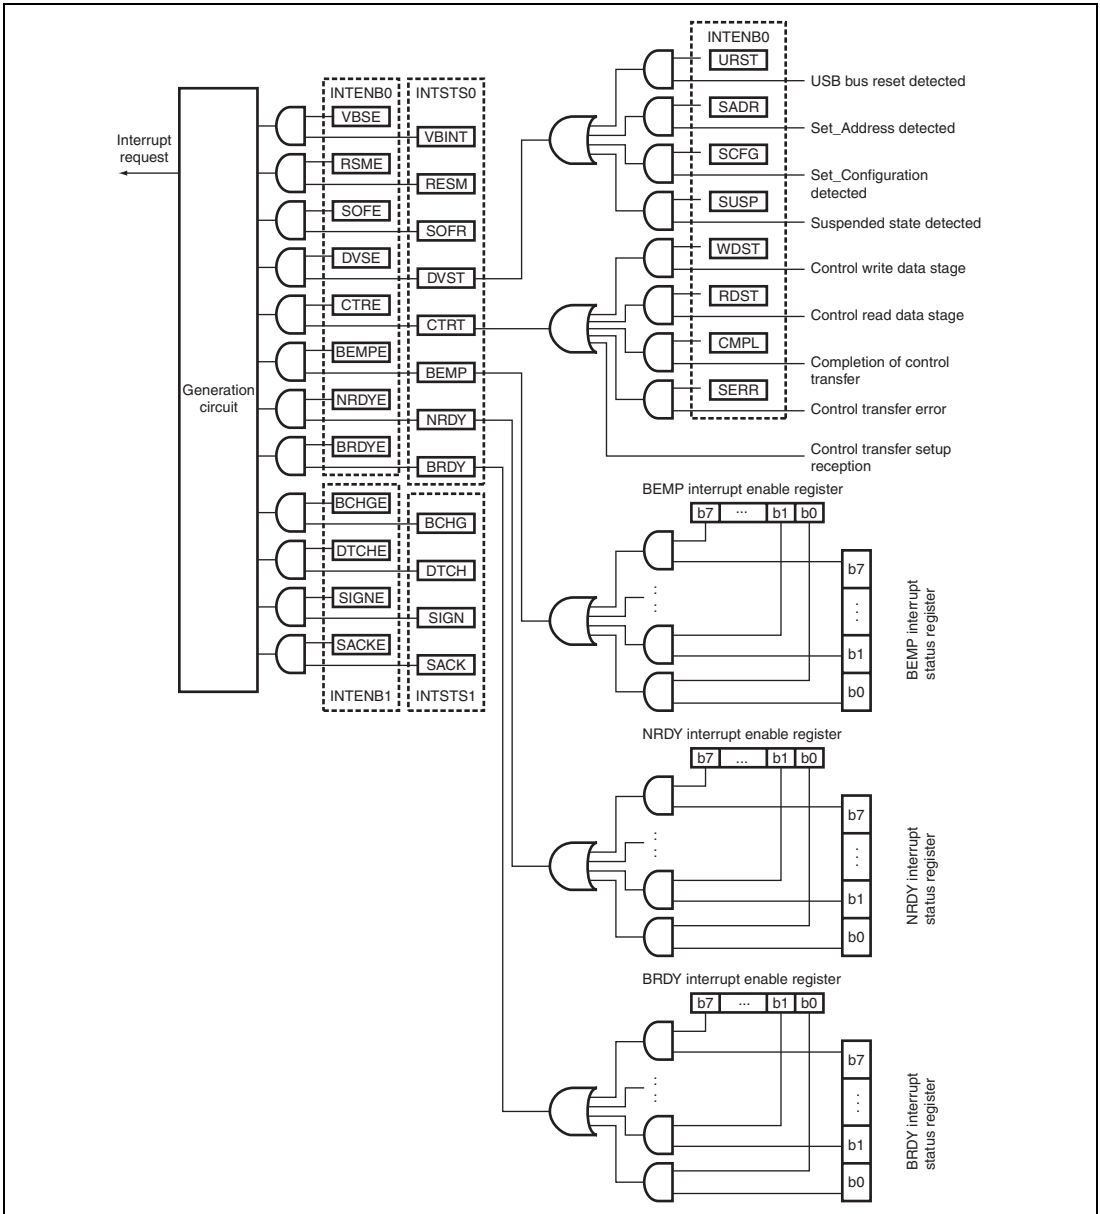 Interrupt
request
Generation
circuit
INTENB0
VBSE
RSME
SOFE
DVSE
CTRE
BEMPE
NRDYE
BRDYE
BCHGE
DTCHE
SIGNE
SACKE
INTENB1
INTSTS0
VBINT
RESM
SOFR
DVST
CTRT
BEMP
NRDY
BRDY
BCHG
DTCH
SIGN
SACK
INTSTS1
INTENB0
URST
USB bus reset detected
SADR
Set_Address detected
SCFG
Set_Configuration
detected
SUSP
Suspended state detected
WDST
Control write data stage
RDST
Control read data stage
CMPL
Completion of control
transfer
SERR
Control transfer error
Control transfer setup
reception
BEMP interrupt enable register
b7 ... b1 b0
b7
...
b1
b0
BEMP interrupt
status register
NRDY interrupt enable register
b7 ... b1 b0
b7
...
b1
b0
NRDY interrupt
status register
BRDY interrupt enable register
b7 ... b1 b0
b7
...
b1
b0
BRDY interrupt
status register